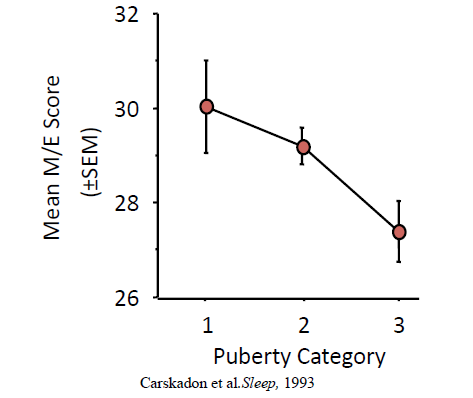 32
30
28
26
Mean M/E Score
(±SEM)
1 2 3
Puberty Category
Carskadon et al.Sleep, 1993